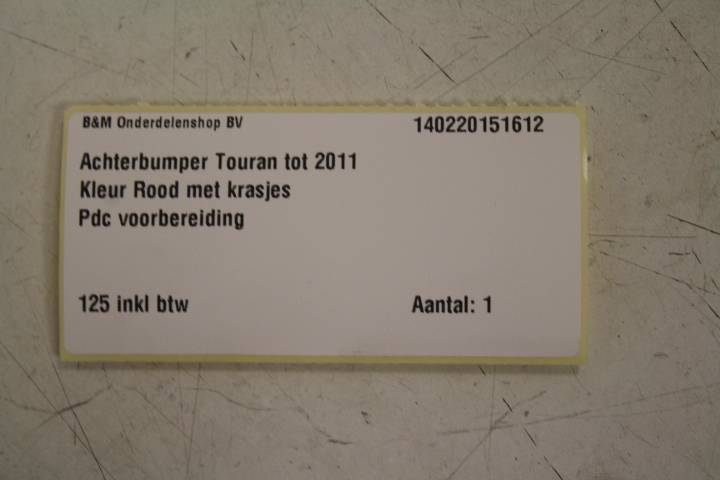 B&M Onderdelenshop BV 140220151612
Achterbumper Touran tot 2011
Kleur Rood met krasjes
Pdc voorbereiding
125 inkl btw Aantal: 1